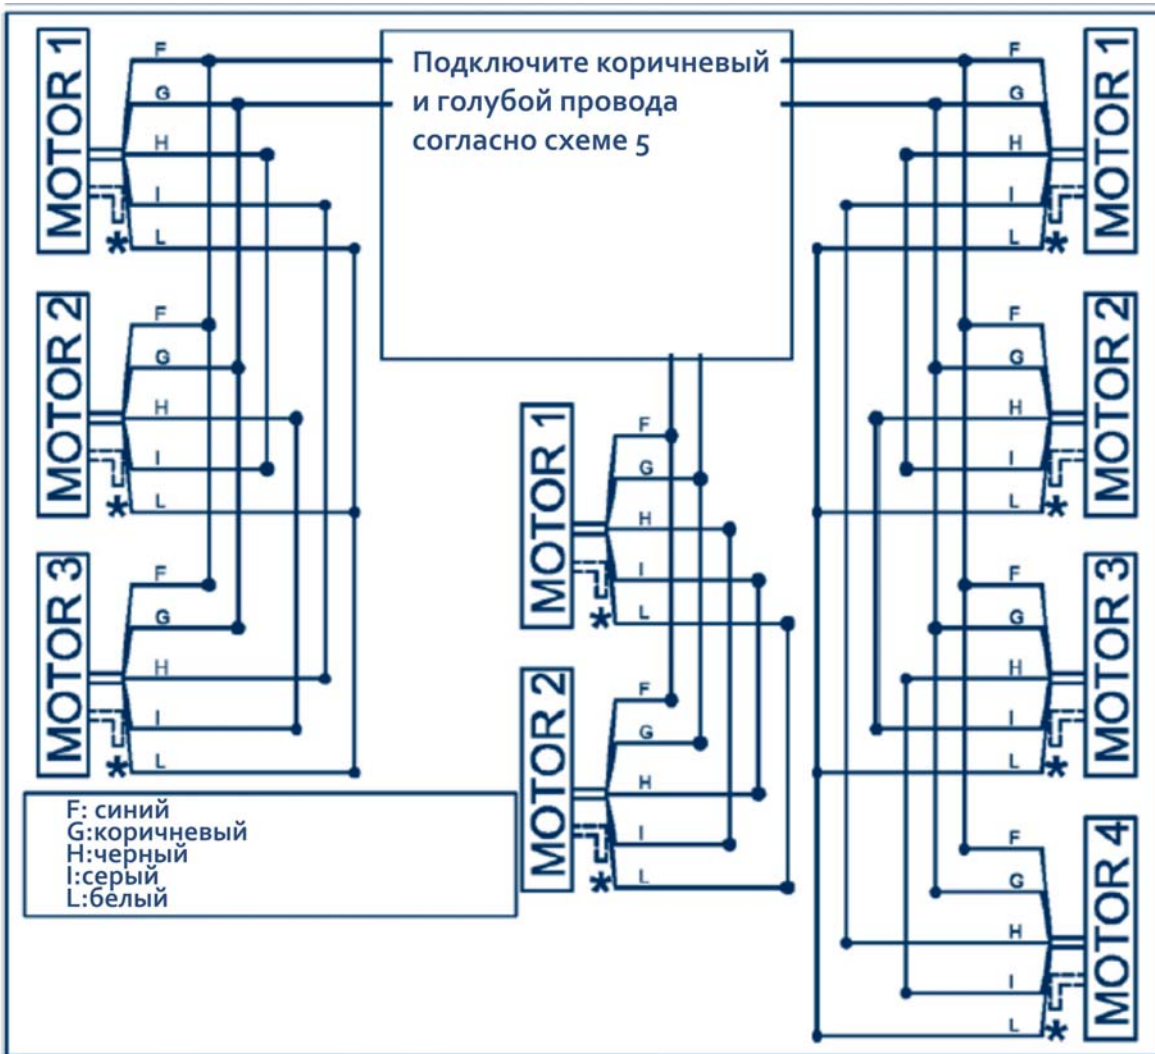 Подключите коричневый
и голубой провода
согласно схеме 5
MOTOR 1
F
G
H
I
L
*
MOTOR 2
F
G
H
I
L
*
MOTOR 3
F
G
H
I
L
*
MOTOR 1
F
G
H
I
L
*
MOTOR 2
F
G
H
I
L
*
MOTOR 1
F
G
H
I
L
*
MOTOR 2
F
G
H
I
L
*
MOTOR 3
F
G
H
I
L
*
MOTOR 4
F
G
H
I
L
*
F: синий
G:коричневый
H:черный
I:серый
L:белый